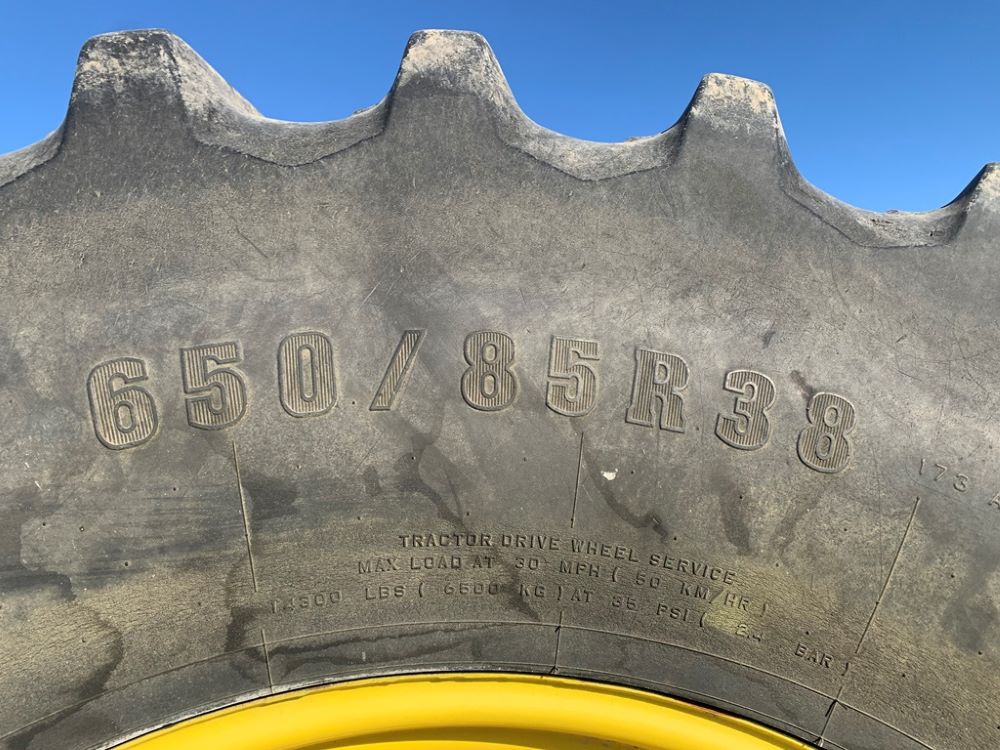 650/85R38
173 A
TRACTOR DRIVE WHEEL SERVICE
MAX LOAD AT 30 MPH ( 50 KM/HR )
14300 LBS ( 6500 KG ) AT 35 PSI ( 2.4 BAR )